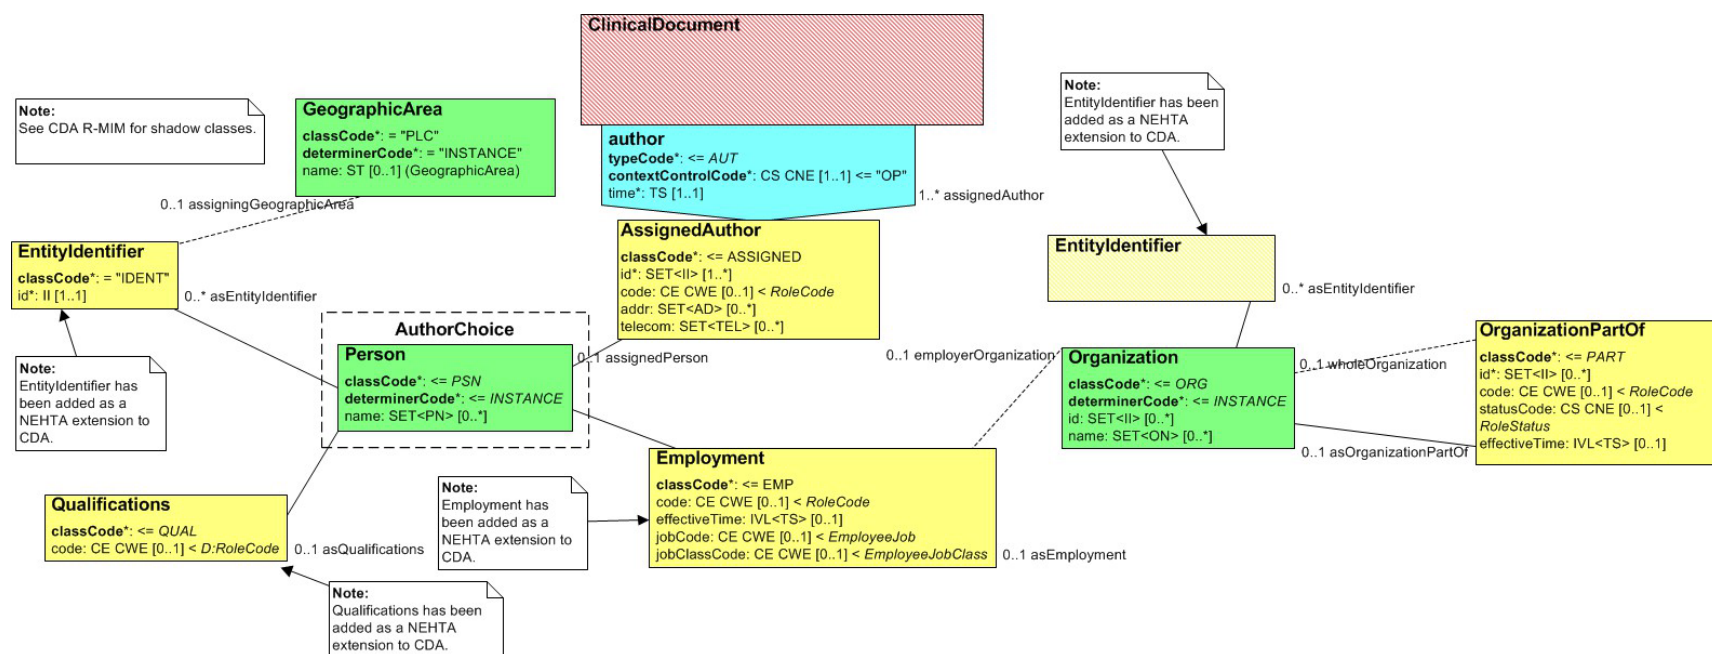 ClinicalDocument
Note:
See CDA R-MIM for shadow classes.
GeographicArea
classCode*: = "PLC"
determinerCode*: = "INSTANCE"
name: ST [0..1] (GeographicArea)
author
typeCode*: <= AUT
contextControlCode*: CS CNE [1..1] <= "OP"
time*: TS [1..1]
Note:
EntityIdentifier has been
added as a NEHTA
extension to CDA.
0..1 assigningGeographicArea
1..* assignedAuthor
EntityIdentifier
classCode*: = "IDENT"
id*: II [1..1]
0..* asEntityIdentifier
AssignedAuthor
classCode*: <= ASSIGNED
id*: SET<II> [1..*]
code: CE CWE [0..1] < RoleCode
addr: SET<AD> [0..*]
telecom: SET<TEL> [0..*]
EntityIdentifier
0..* asEntityIdentifier
AuthorChoice
Person
classCode*: <= PSN
determinerCode*: <= INSTANCE
name: SET<PN> [0..*]
0..1 assignedPerson
0..1 employerOrganization
Organization
classCode*: <= ORG
determinerCode*: <= INSTANCE
id: SET<II> [0..*]
name: SET<ON> [0..*]
0..1 wholeOrganization
OrganizationPartOf
classCode*: <= PART
id*: SET<II> [0..*]
code: CE CWE [0..1] < RoleCode
statusCode: CS CNE [0..1] <
RoleStatus
effectiveTime: IVL<TS> [0..1]
0..1 asOrganizationPartOf
Note:
EntityIdentifier has
been added as a
NEHTA extension to
CDA.
Qualifications
classCode*: <= QUAL
code: CE CWE [0..1] < D:RoleCode
0..1 asQualifications
Note:
Employment has
been added as a
NEHTA extension to
CDA.
Employment
classCode*: <= EMP
code: CE CWE [0..1] < RoleCode
effectiveTime: IVL<TS> [0..1]
jobCode: CE CWE [0..1] < EmployeeJob
jobClassCode: CE CWE [0..1] < EmployeeJobClass
0..1 asEmployment
Note:
Qualifications has been
added as a NEHTA
extension to CDA.